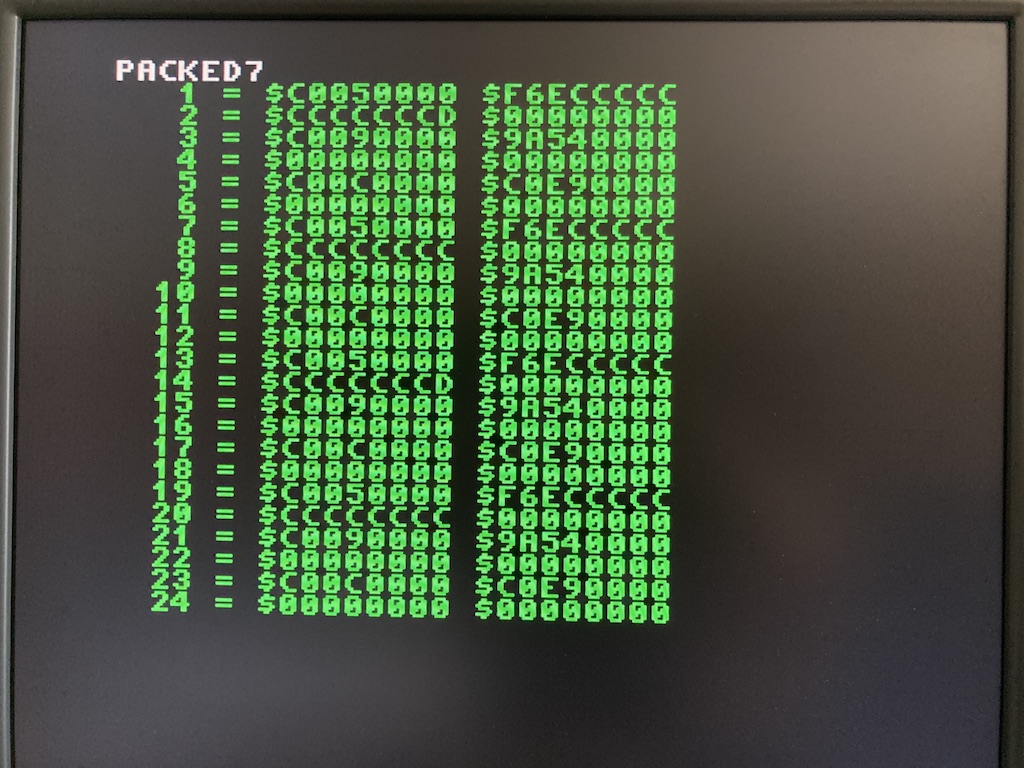 PACKED7
1 = $C0050000 $F6ECCCCC
2 = $CCCCCCCD $00000000
3 = $C0090000 $9A540000
4 = $00000000 $00000000
5 = $C00C0000 $C0E90000
6 = $00000000 $00000000
7 = $C0050000 $F6ECCCCC
8 = $CCCCCCCC $00000000
9 = $C0090000 $9A540000
10 = $00000000 $00000000
11 = $C00C0000 $C0E90000
12 = $00000000 $00000000
13 = $C0050000 $F6ECCCCC
14 = $CCCCCCCD $00000000
15 = $C0090000 $9A540000
16 = $00000000 $00000000
17 = $C00C0000 $C0E90000
18 = $00000000 $00000000
19 = $C0050000 $F6ECCCCC
20 = $CCCCCCCC $00000000
21 = $C0090000 $9A540000
22 = $00000000 $00000000
23 = $C00C0000 $C0E90000
24 = $00000000 $00000000